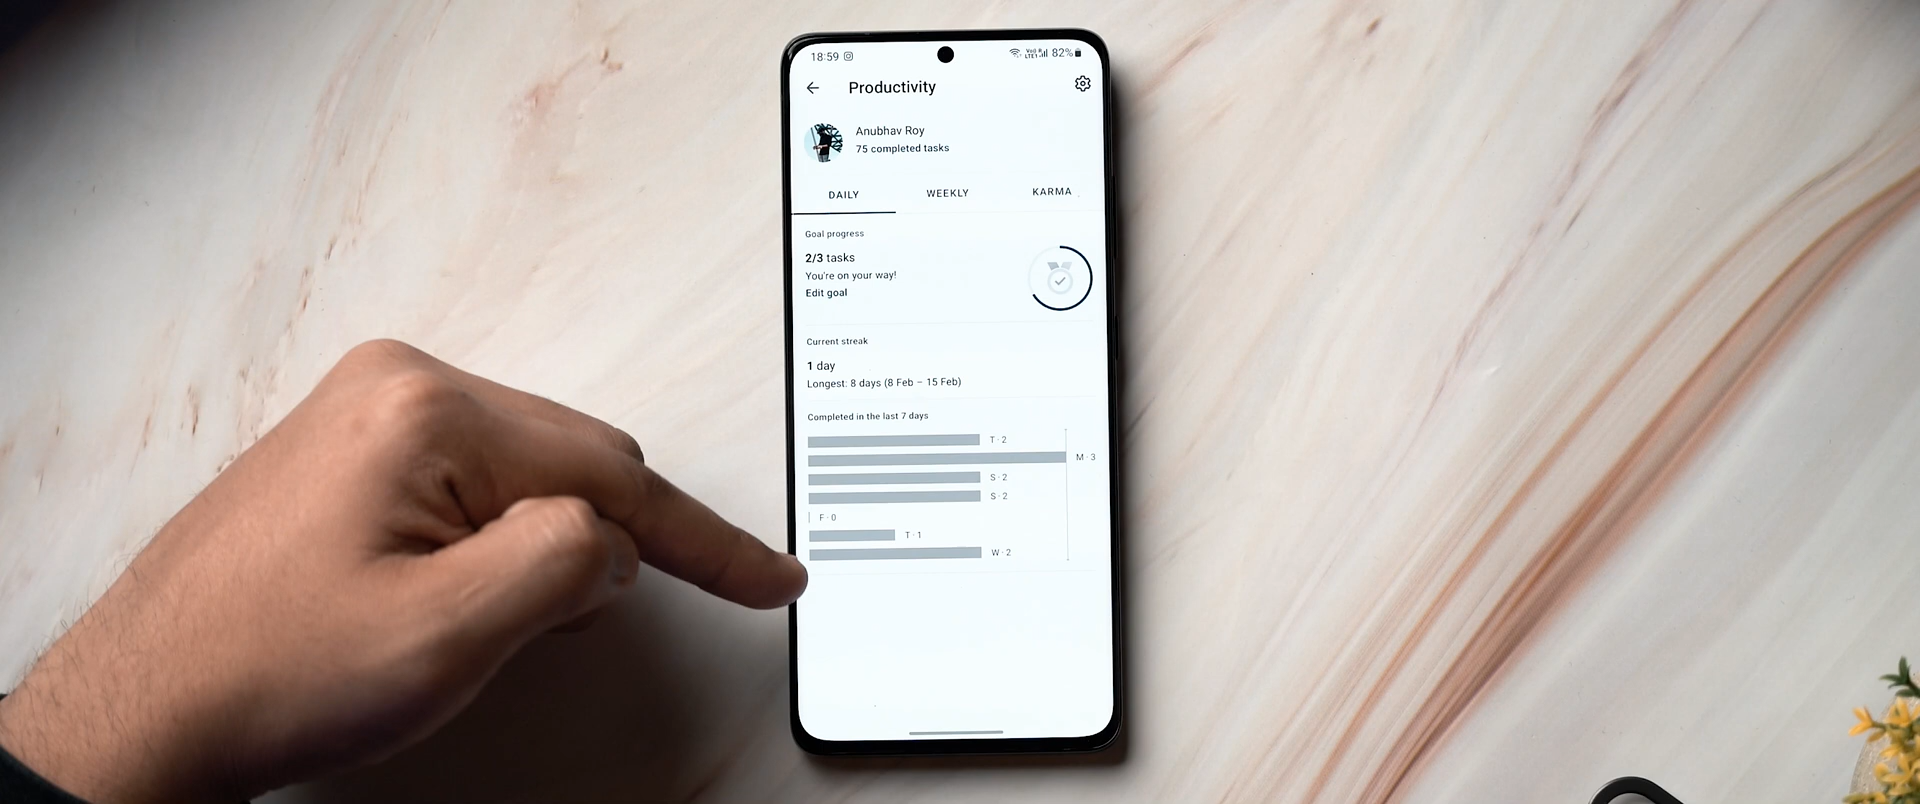 18:59 82%
Productivity
Anubhav Roy
75 completed tasks
DAILY WEEKLY KARMA
Goal progress
2/3 tasks
You're on your way!
Edit goal
Current streak
1 day
Longest: 8 days (8 Feb – 15 Feb)
Completed in the last 7 days
T · 2
M · 3
S · 2
S · 2
F · 0
T · 1
W · 2